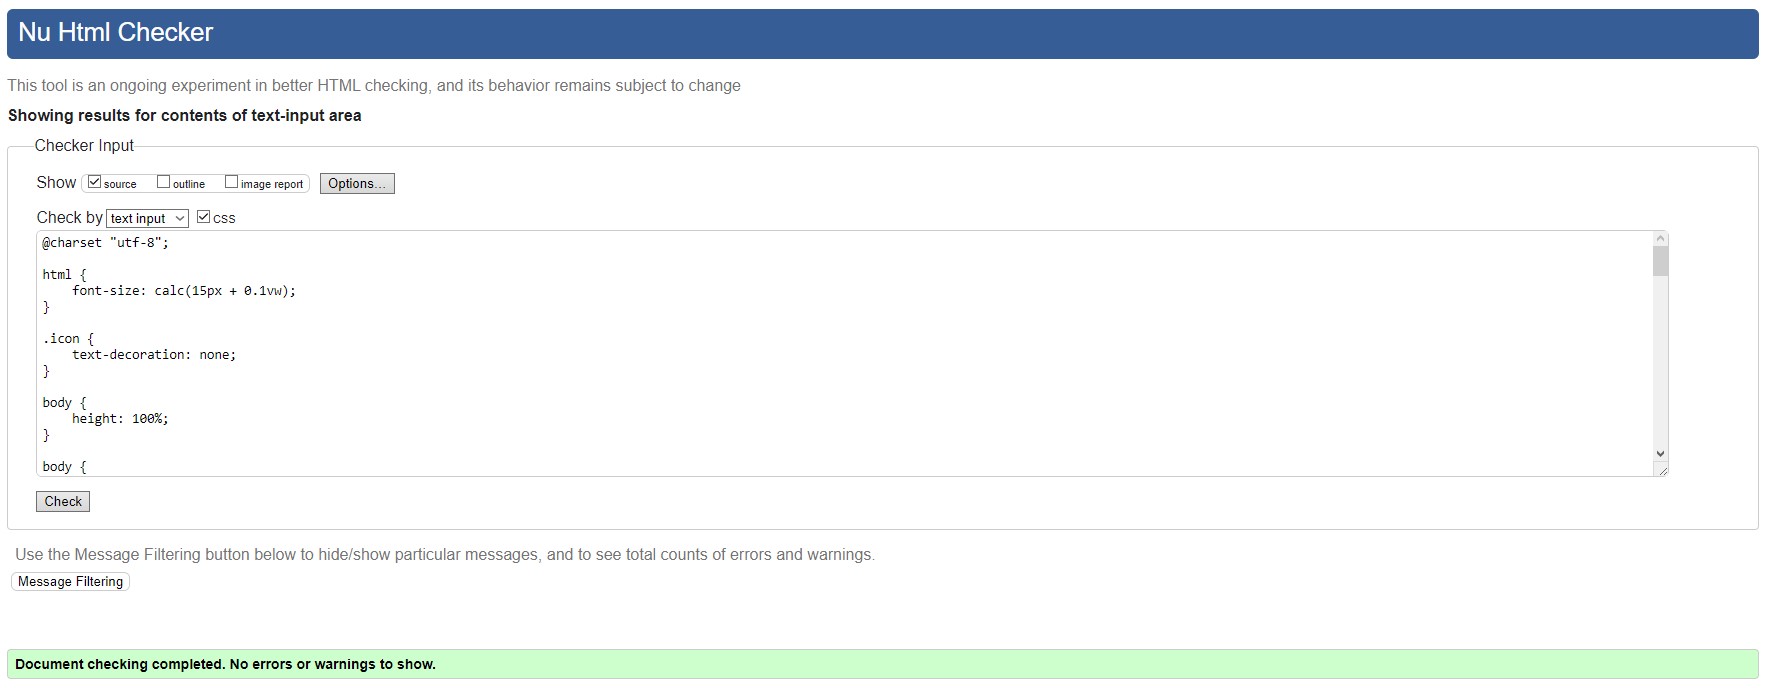 Nu Html Checker
This tool is an ongoing experiment in better HTML checking, and its behavior remains subject to change
Showing results for contents of text-input area
Checker Input
Show source outline image report Options...
Check by text input css
@charset "utf-8";
html {
    font-size: calc(15px + 0.1vw);
}
.icon {
    text-decoration: none;
}
body {
    height: 100%;
}
body {
Check
Use the Message Filtering button below to hide/show particular messages, and to see total counts of errors and warnings.
Message Filtering
Document checking completed. No errors or warnings to show.